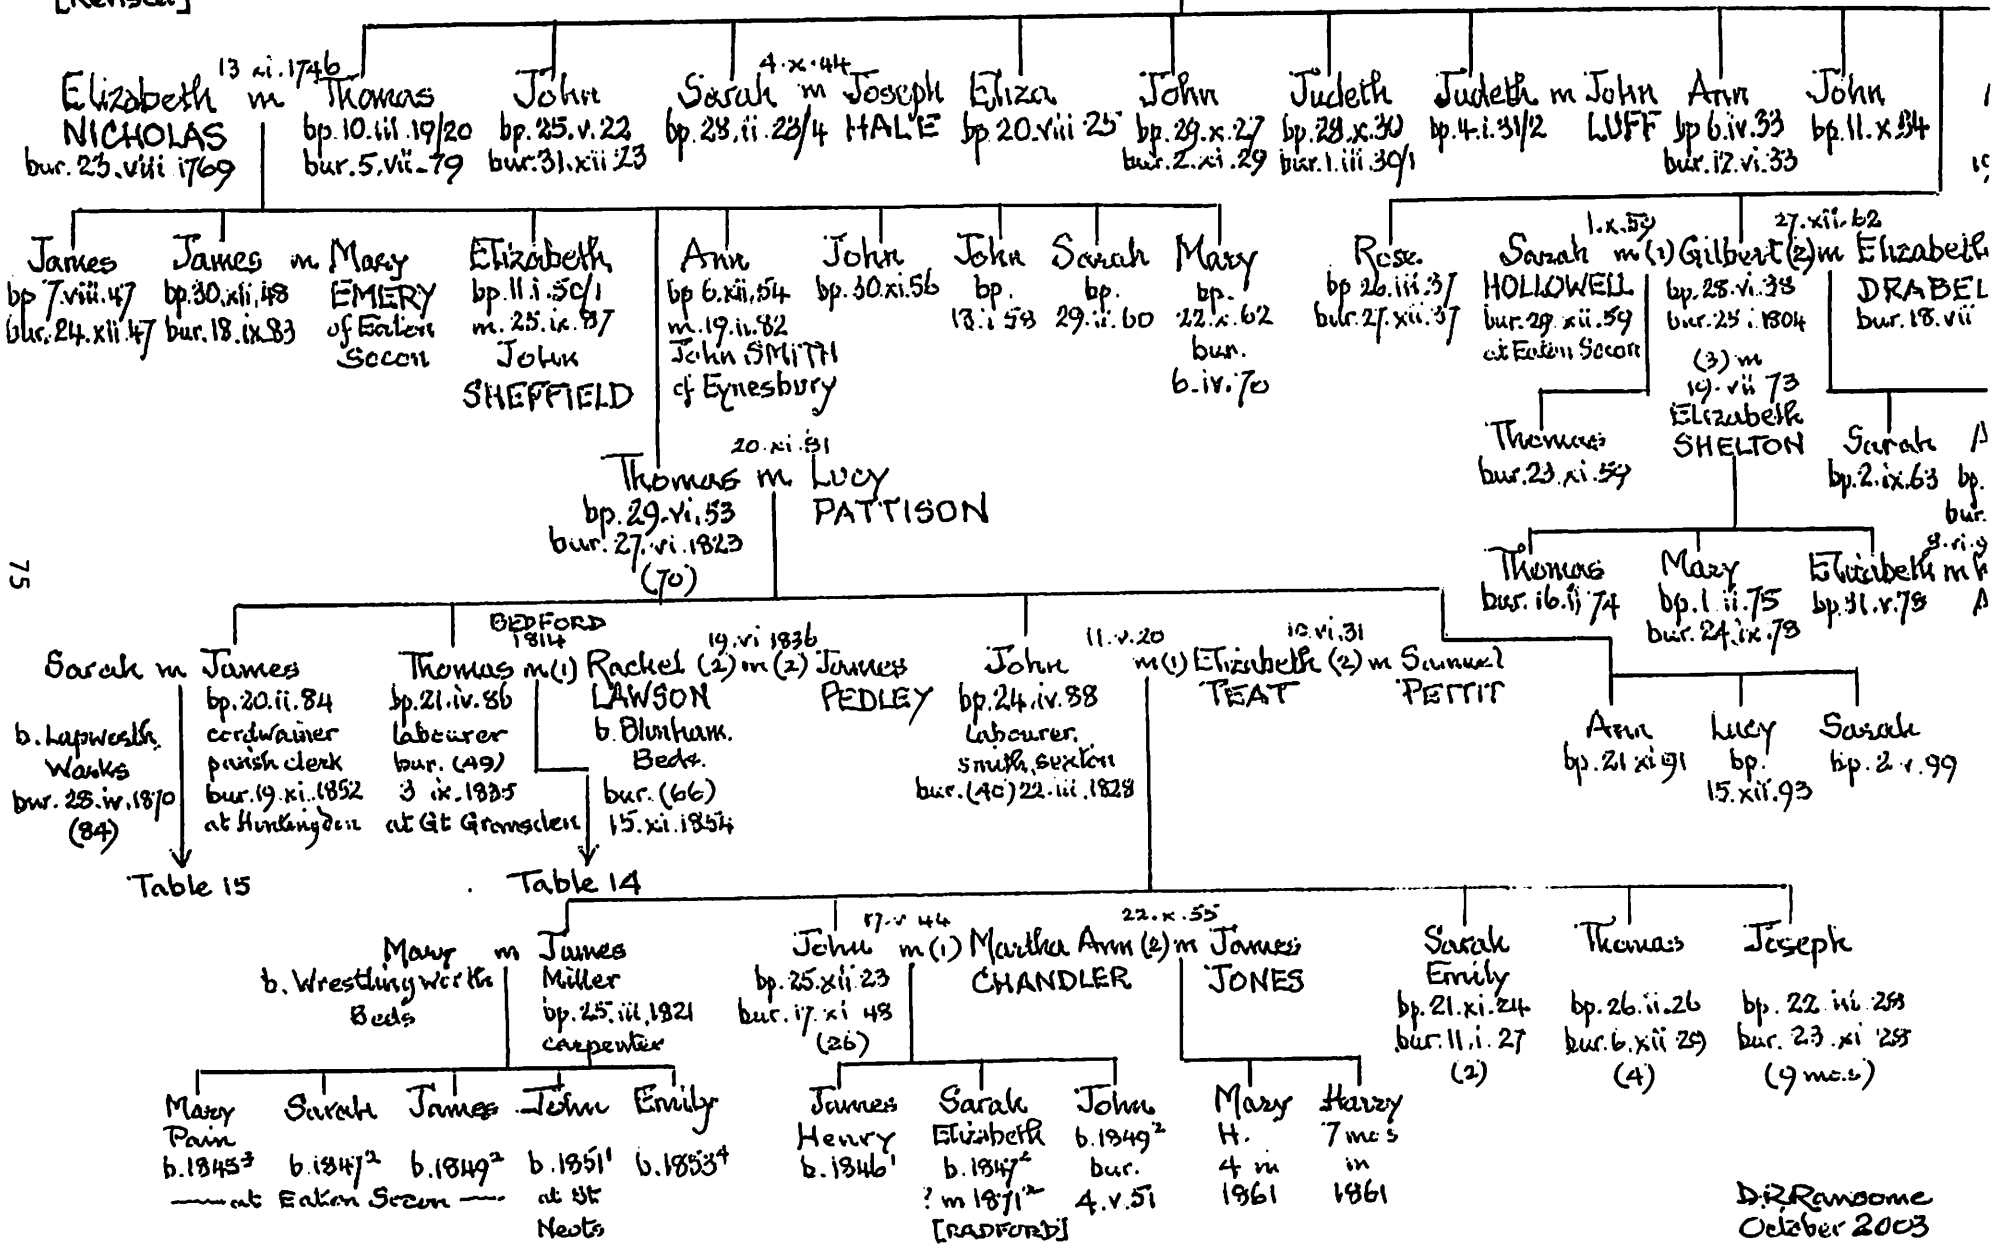 [Revised]
13 xi.1746
4.x.44
Elizabeth m Thomas
NICHOLAS
bur. 23.viii 1769
bp.10.iii.19/20
bur.5.vii.79
John
bp.25.v.22
bur.31.xii.23
Sarah m Joseph
bp.28.ii.23/4 HALE
Eliza
bp 20.viii 25
John
bp.29.x.27
bur.2.xi.29
Judeth
bp.28.x.30
bur.1.iii.30/1
Judeth m John
bp.4.i.31/2 LUFF
Ann
bp 6.iv.33
bur.12.vi.33
John
bp.11.x.34
James
bp 7.viii.47
bur.24.xii.47
James m Mary
bp.30.xii.48 EMERY
bur.18.ix.83 of Eaton
Socon
Elizabeth
bp.11.i.50/1
m.25.ix.87
John
SHEFFIELD
Ann
bp 6.xii.54
m.19.ii.82
John SMITH
of Eynesbury
John
bp.30.xi.56
John
bp.
18.i 58
Sarah
bp.
29.ii.60
Mary
bp.
22.x.62
bur.
6.iv.70
Rose
bp 26.iii.37
bur.27.xii.37
1.x.59
27.xii.62
Sarah m(1) Gilbert (2)m Elizabeth
HOLLOWELL
bur.29.xii.59
at Eaton Socon
bp.28.vi.38
bur.25 i.1804
(3) m
19.vii 73
Elizabeth
SHELTON
DRABEL
bur.18.vii
Thomas
bur.23.xi.59
Sarah
bp.2.ix.63
bp.
bur.
20.xi.81
Thomas m Lucy
bp.29.vi.53 PATTISON
bur.27.vi.1823
(70)
75
Thomas
bur.16.ii 74
Mary
bp.1.ii.75
bur.24.ix.78
Elizabeth m
bp.31.v.78
Sarah m James
b.Lapworth
Warks
bur.28.iv.1870
(84)
bp.20.ii.84
cordwainer
parish clerk
bur.19.xi.1852
at Huntingdon
Table 15
BEDFORD
1814
19.vi 1836
Thomas m(1) Rachel (2) m (2) James
bp.21.iv.86
labourer
bur.(49)
3 ix.1835
at Gt Gransden
LAWSON
b.Blunham.
Beds.
bur.(66)
15.xi.1854
PEDLEY
Table 14
11.v.20
10.vi.31
John m(1) Elizabeth (2) m Samuel
bp.24.iv.88
labourer,
smith, sexton
bur.(40) 22.iii.1828
TEAT
PETTIT
Ann
bp.21 xi 91
Lucy
bp.
15.xii.93
Sarah
bp.2 v.99
Mary m James
b.Wrestlingworth
Beds
Miller
bp.25.iii.1821
carpenter
17.v 44
22.x.55
John m(1) Martha Ann (2)m James
bp.25.xii.23
bur.17.xi 48
(26)
CHANDLER
JONES
Sarah
Emily
bp.21.xi.24
bur.11.i.27
(2)
Thomas
bp.26.ii.26
bur.6.xii 29
(4)
Joseph
bp.22 iii 28
bur.23.xi 28
(9 mos)
Mary
Pain
b.1845³
Sarah
b.1847²
James
b.1849²
at Eaton Socon
John
b.1851¹
at St
Neots
Emily
b.1853⁴
James
Henry
b.1846¹
Sarah
Elizabeth
b.1847²
? m 1871²
[RADFORD]
John
b.1849²
bur.
4.v.51
Mary
H.
4 in
1861
Harry
7 mos
in
1861
D.R.Ransome
October 2003